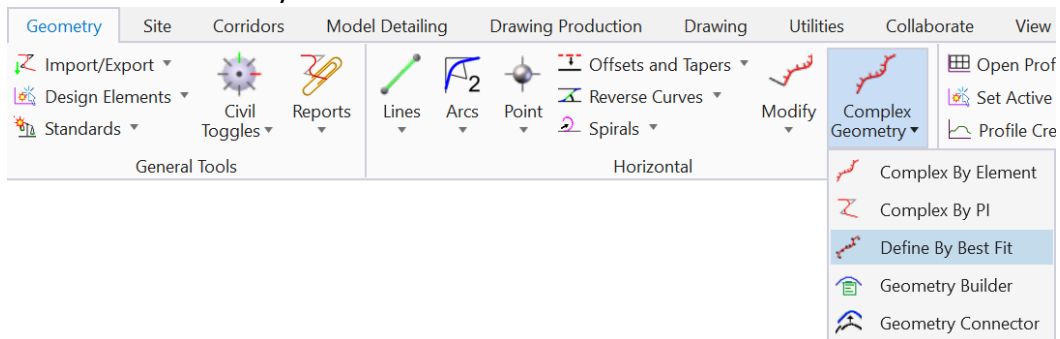 Geometry Site Corridors Model Detailing Drawing Production Drawing Utilities Collaborate View
Import/Export
Design Elements
Standards
Civil
Toggles
Reports
General Tools
Lines
Arcs
Point
Offsets and Tapers
Reverse Curves
Spirals
Modify
Complex
Geometry
Horizontal
Open Prof
Set Active
Profile Cre
Complex By Element
Complex By PI
Define By Best Fit
Geometry Builder
Geometry Connector